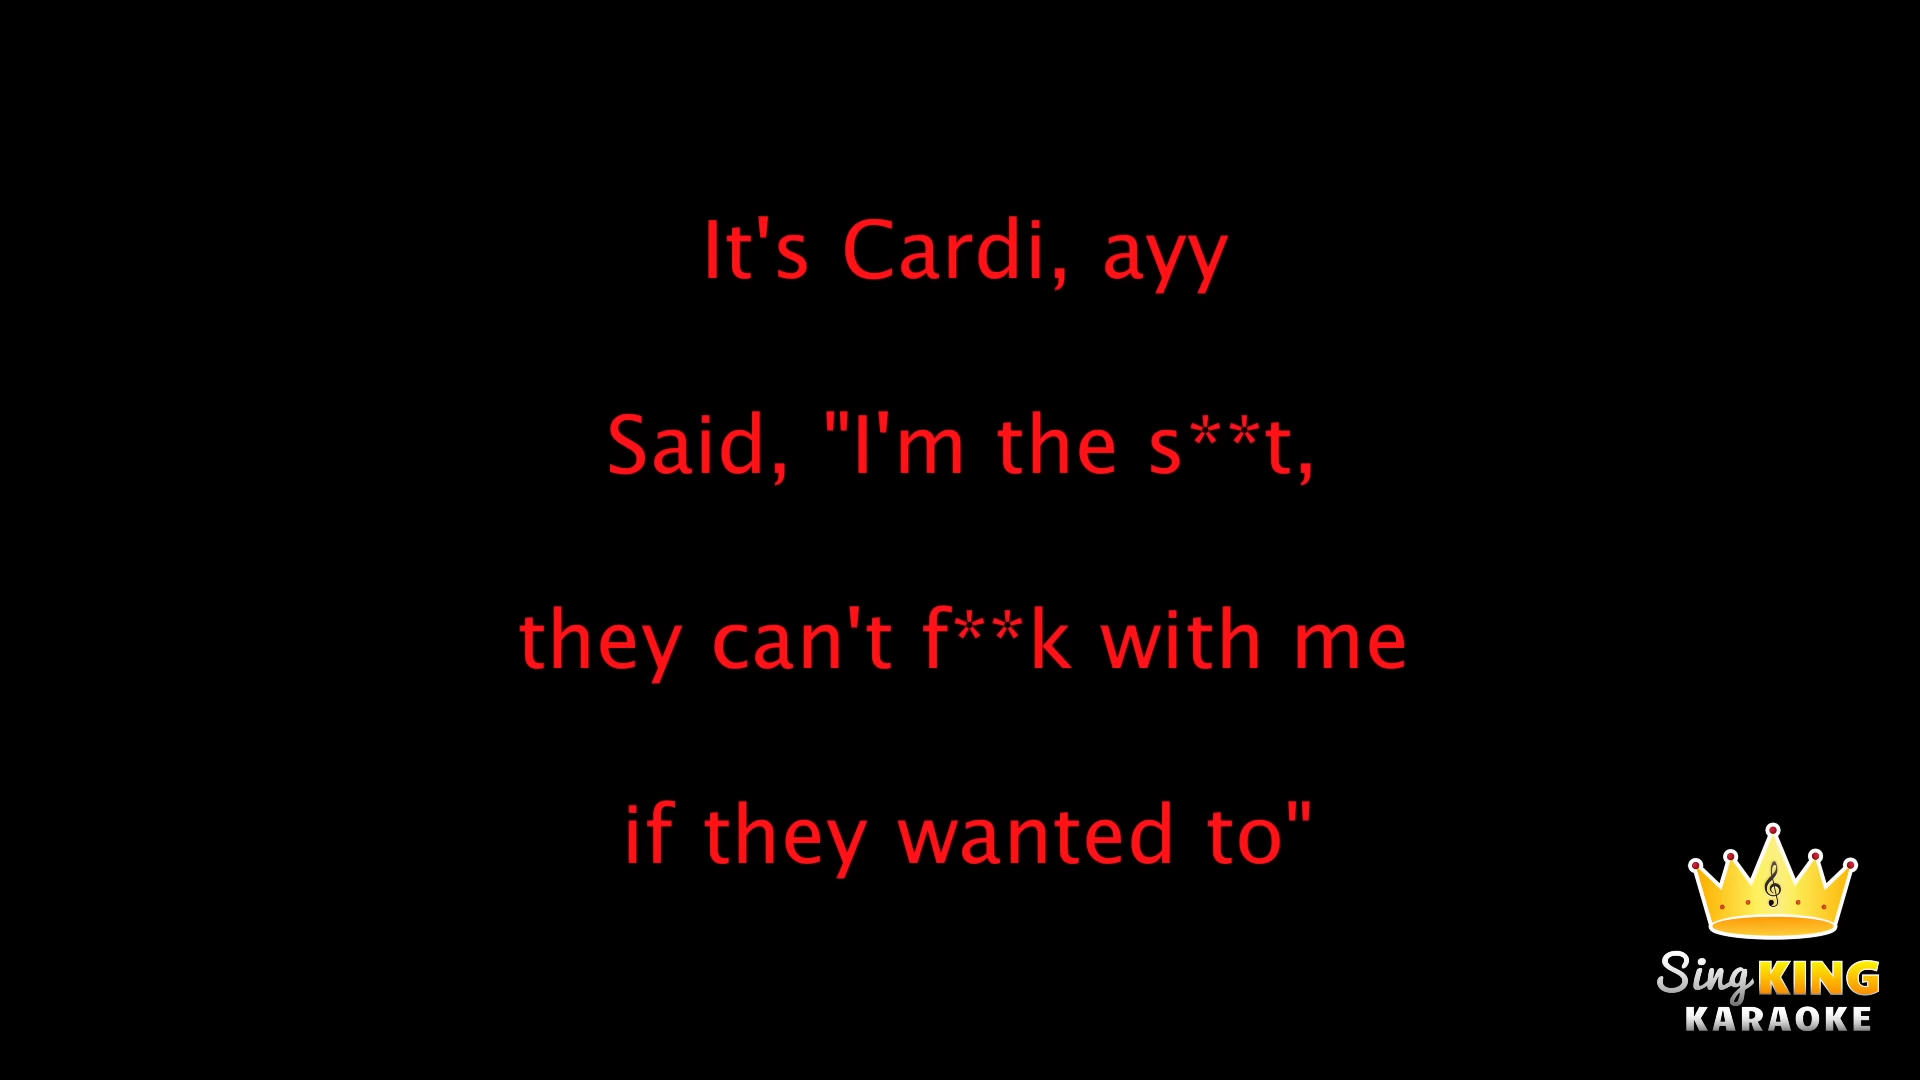 It's Cardi, ayy
Said, "I'm the s**t,
they can't f**k with me
if they wanted to"
Sing KING
KARAOKE